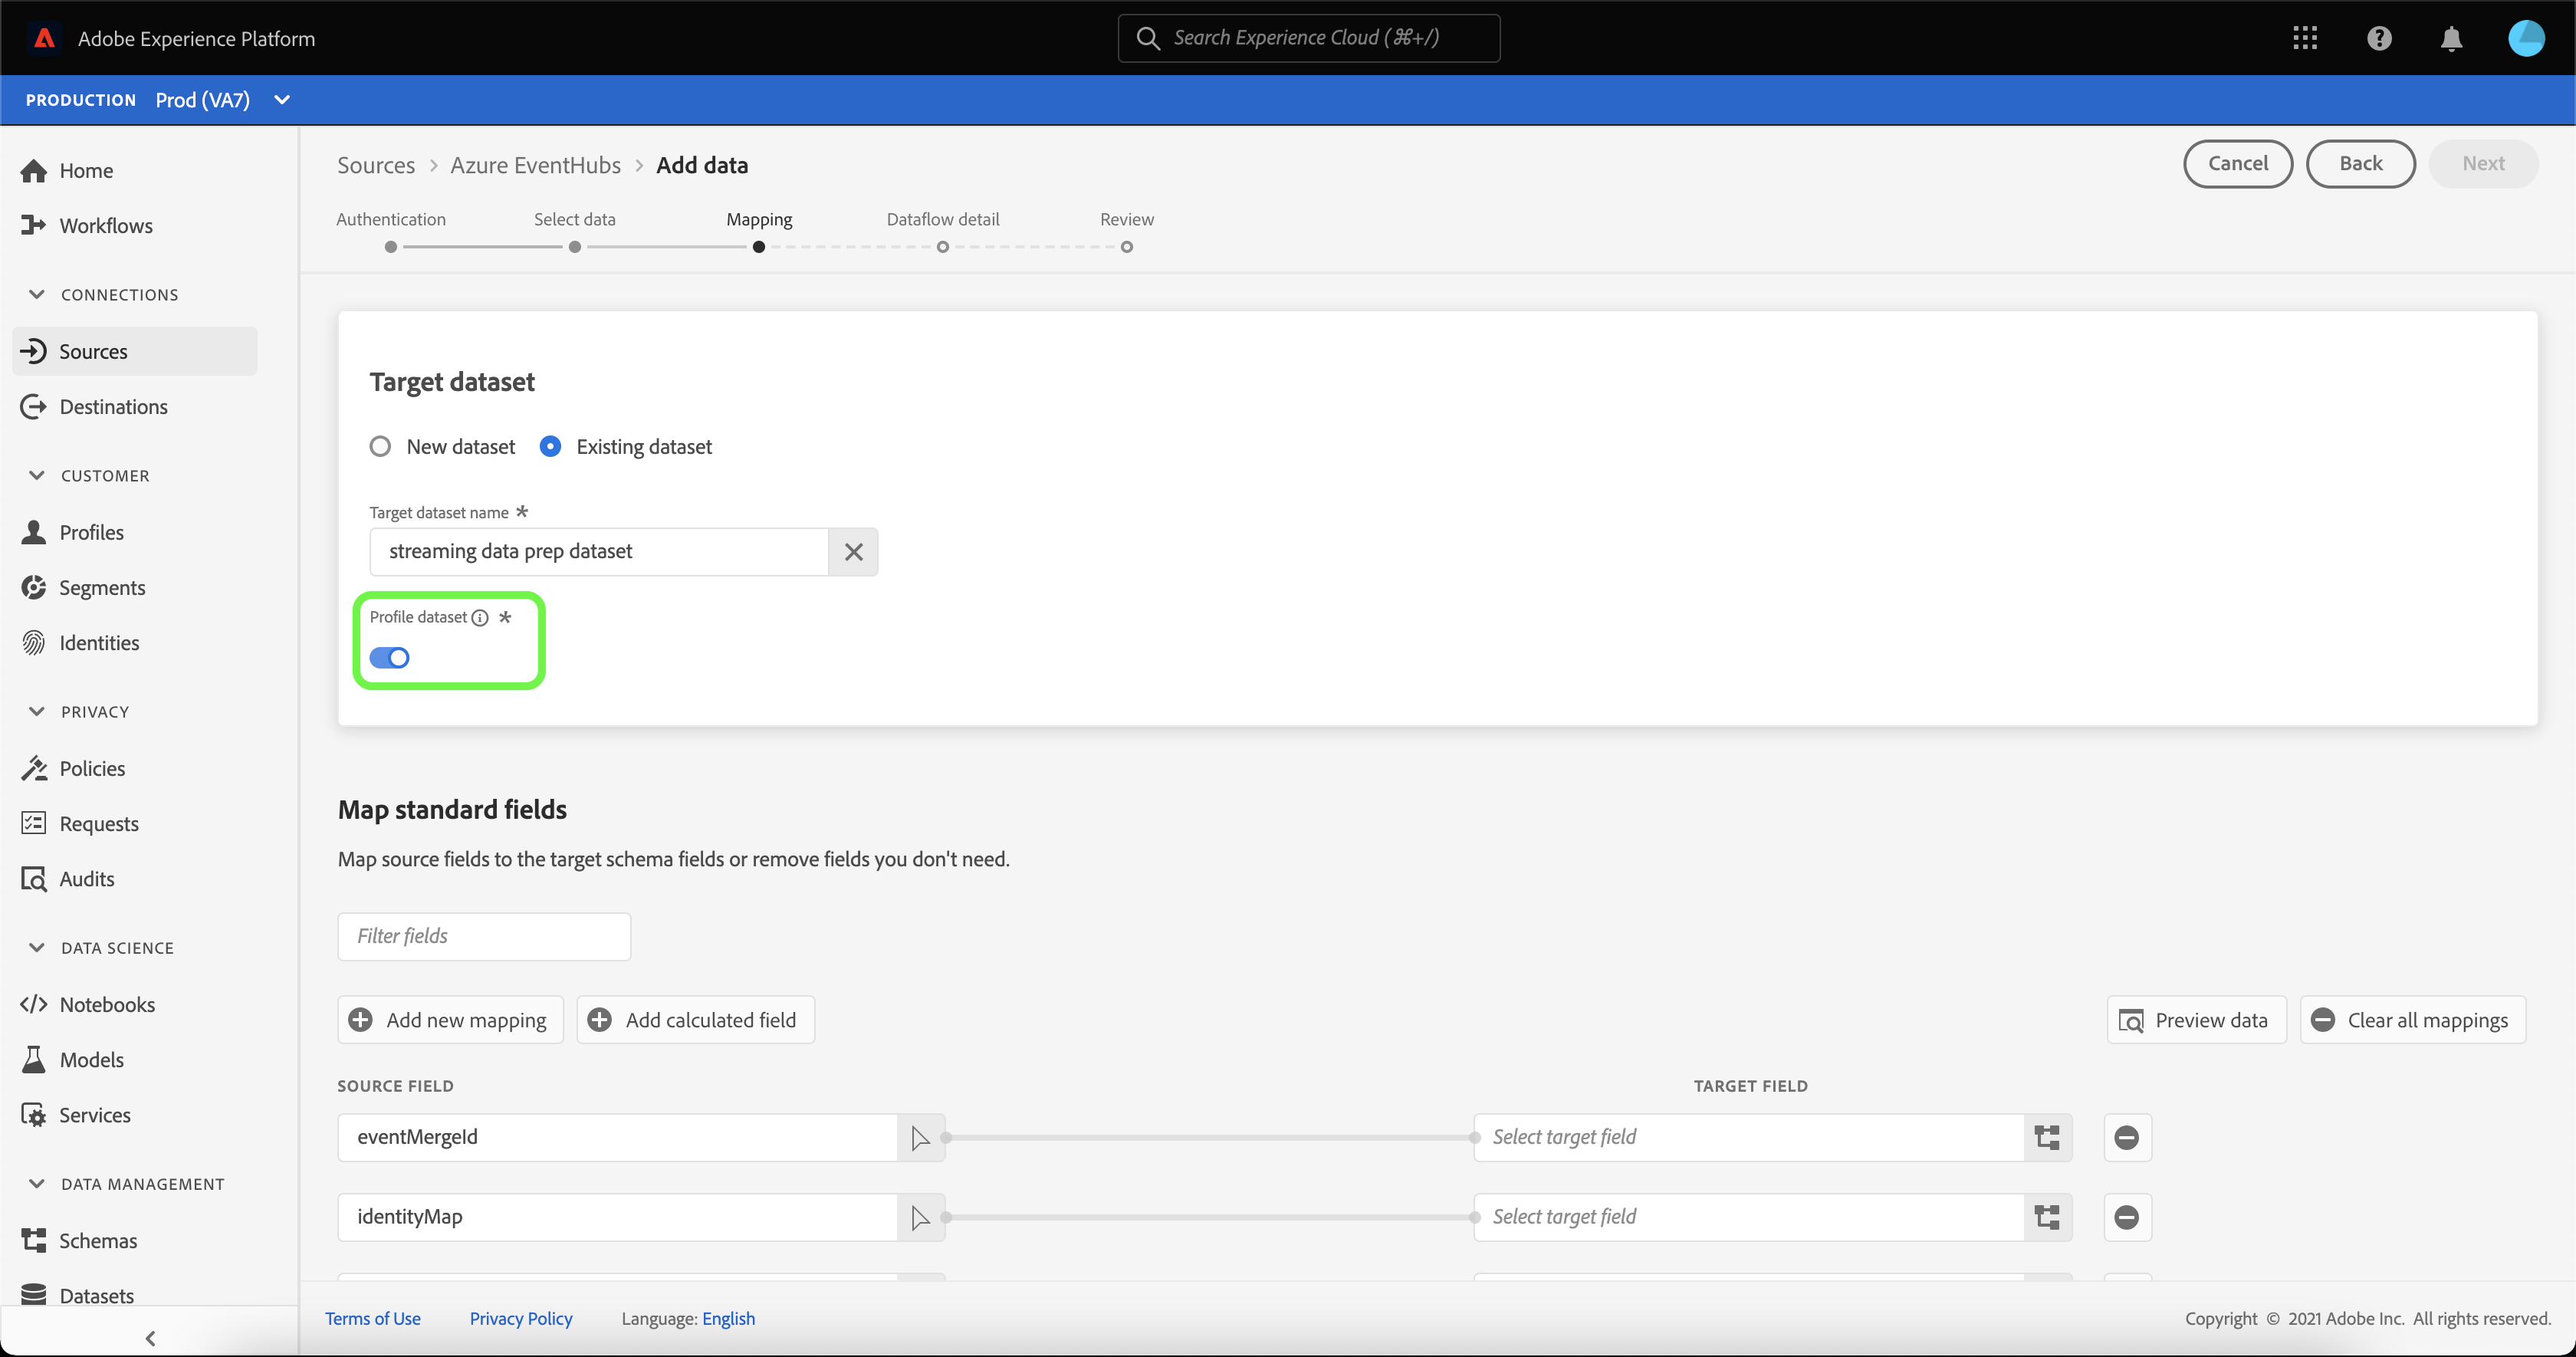 Adobe Experience Platform
Search Experience Cloud (⌘+/)
PRODUCTION Prod (VA7)
Home
Workflows
CONNECTIONS
Sources
Destinations
CUSTOMER
Profiles
Segments
Identities
PRIVACY
Policies
Requests
Audits
DATA SCIENCE
Notebooks
Models
Services
DATA MANAGEMENT
Schemas
Datasets
Sources > Azure EventHubs > Add data
Cancel Back Next
Authentication Select data Mapping Dataflow detail Review
Target dataset
New dataset Existing dataset
Target dataset name *
streaming data prep dataset
Profile dataset *
Map standard fields
Map source fields to the target schema fields or remove fields you don't need.
Filter fields
Add new mapping Add calculated field Preview data Clear all mappings
SOURCE FIELD TARGET FIELD
eventMergeId Select target field
identityMap Select target field
Terms of Use Privacy Policy Language: English Copyright © 2021 Adobe Inc. All rights reserved.